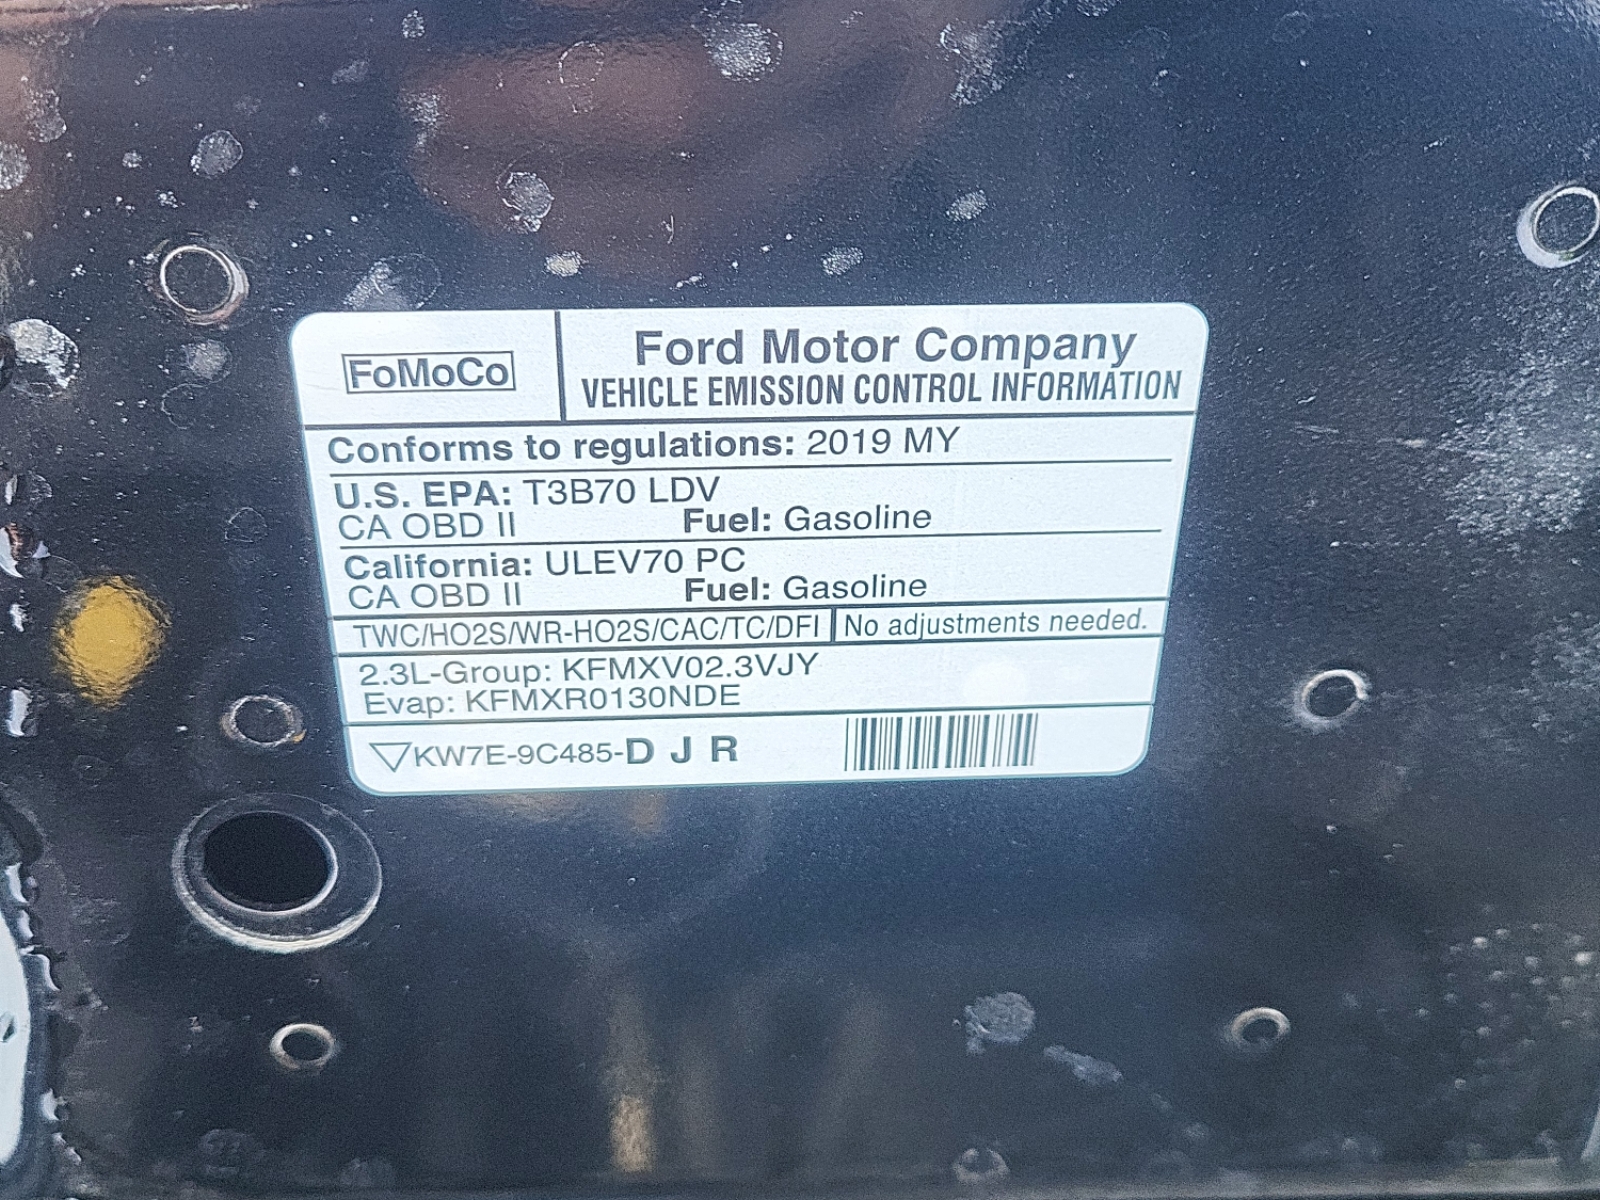 FoMoCo
Ford Motor Company
VEHICLE EMISSION CONTROL INFORMATION
Conforms to regulations: 2019 MY
U.S. EPA: T3B70 LDV
CA OBD II Fuel: Gasoline
California: ULEV70 PC
CA OBD II Fuel: Gasoline
TWC/HO2S/WR-HO2S/CAC/TC/DFI No adjustments needed.
2.3L-Group: KFMXV02.3VJY
Evap: KFMXR0130NDE
KW7E-9C485-D J R